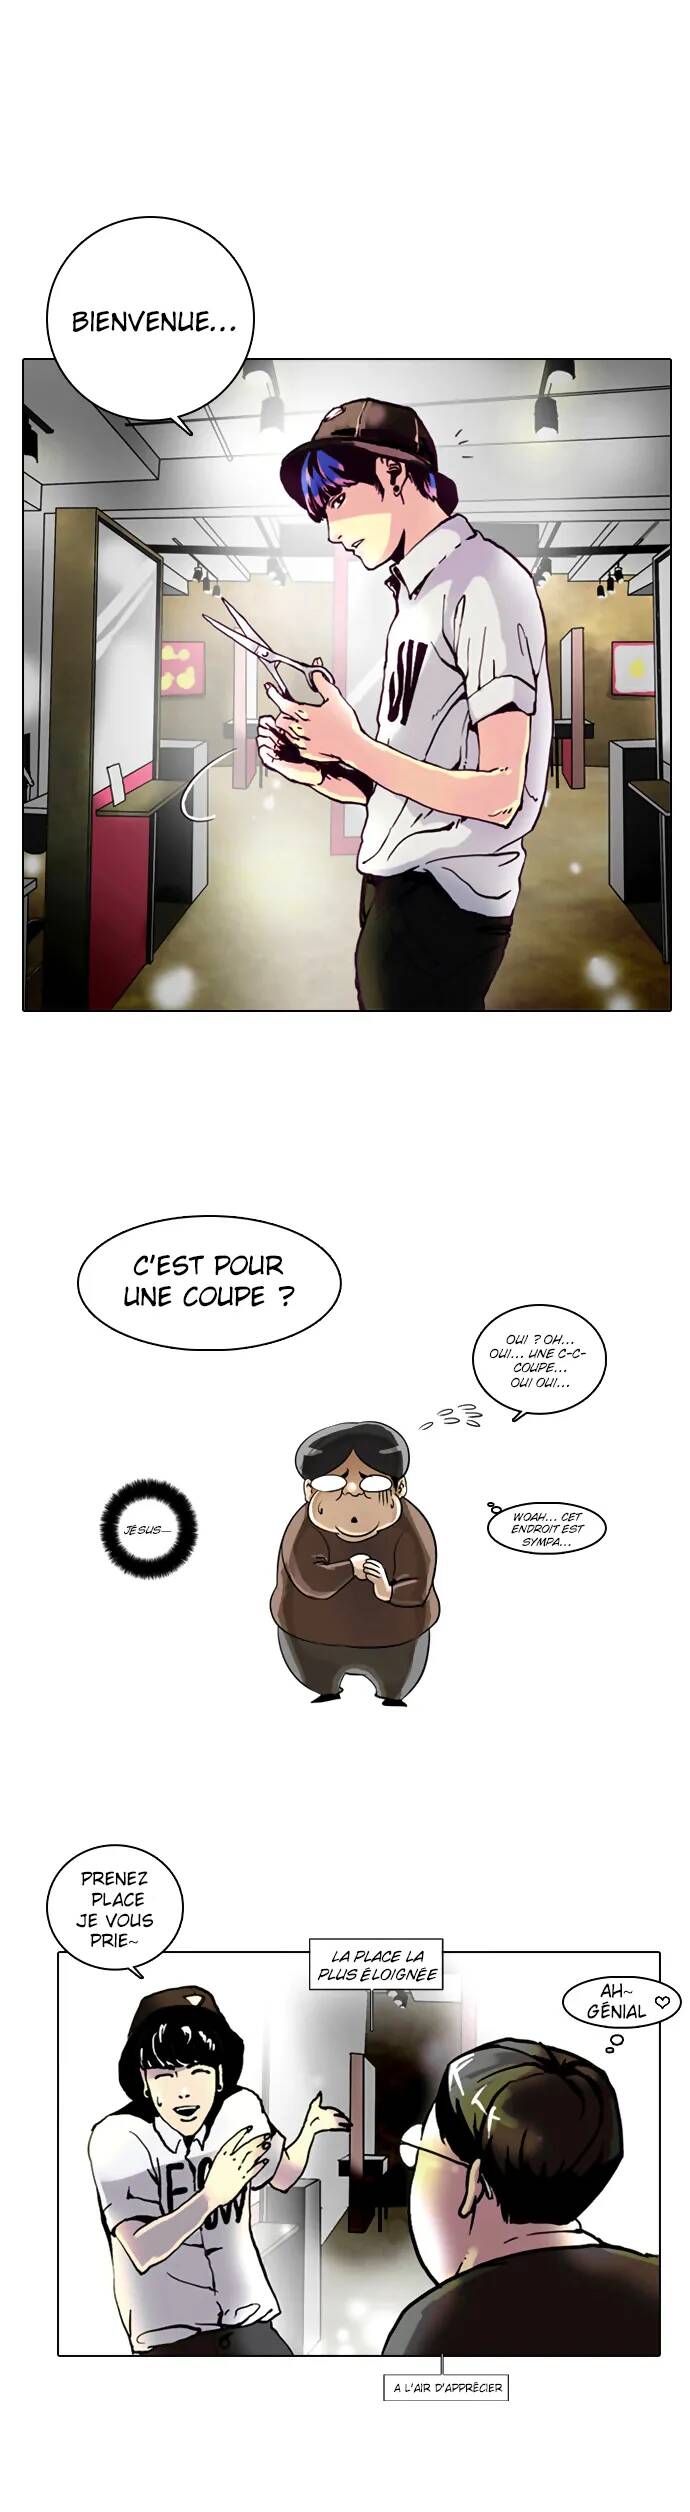 BIENVENUE...
C'EST POUR
UNE COUPE ?
OUI ? OH...
OUI... UNE C-C-
COUPE...
OUI OUI...
JÉSUS—
WOAH... CET
ENDROIT EST
SYMPA...
PRENEZ
PLACE
JE VOUS
PRIE~
LA PLACE LA
PLUS ÉLOIGNÉE
AH~
GÉNIAL ♡
A L'AIR D'APPRÉCIER